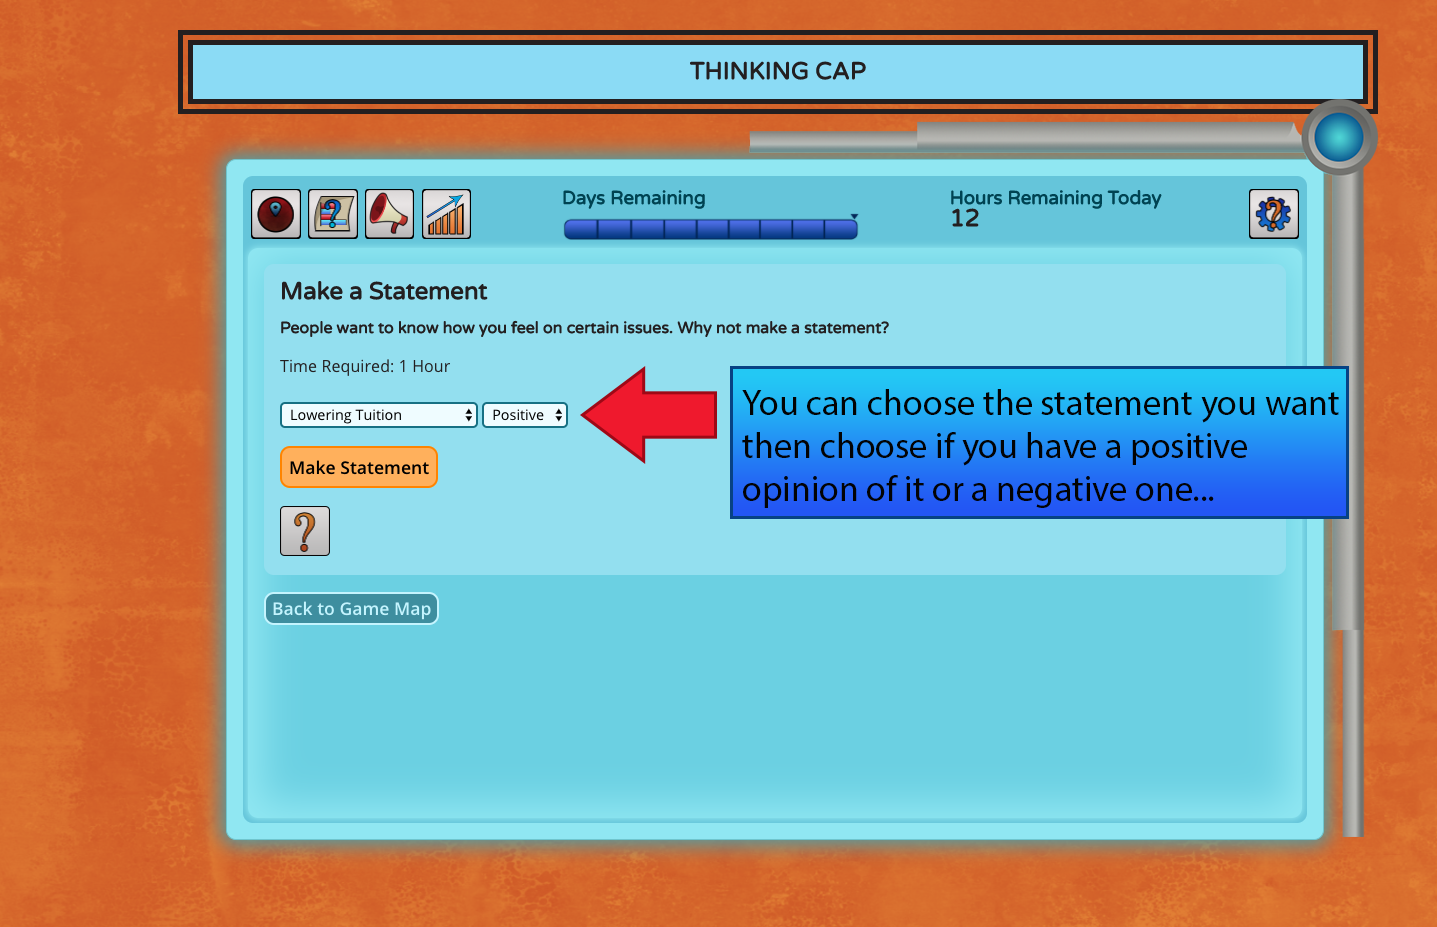 THINKING CAP
Days Remaining
Hours Remaining Today
12
Make a Statement
People want to know how you feel on certain issues. Why not make a statement?
Time Required: 1 Hour
Lowering Tuition
Positive
You can choose the statement you want
then choose if you have a positive
opinion of it or a negative one...
Make Statement
?
Back to Game Map